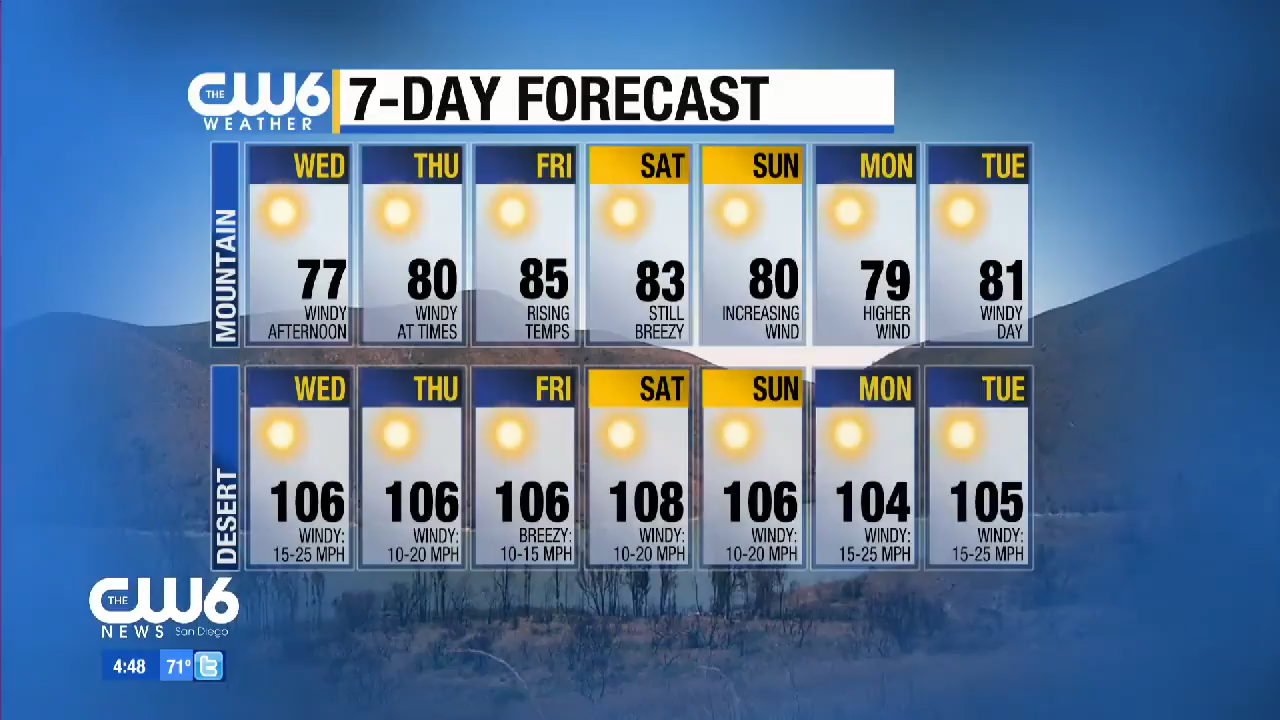 THE CW6
WEATHER
7-DAY FORECAST
MOUNTAIN
WED
77
WINDY
AFTERNOON
THU
80
WINDY
AT TIMES
FRI
85
RISING
TEMPS
SAT
83
STILL
BREEZY
SUN
80
INCREASING
WIND
MON
79
HIGHER
WIND
TUE
81
WINDY
DAY
DESERT
WED
106
WINDY:
15-25 MPH
THU
106
WINDY:
10-20 MPH
FRI
106
BREEZY:
10-15 MPH
SAT
108
WINDY:
10-20 MPH
SUN
106
WINDY:
10-20 MPH
MON
104
WINDY:
15-25 MPH
TUE
105
WINDY:
15-25 MPH
THE CW6
NEWS San Diego
4:48 71°